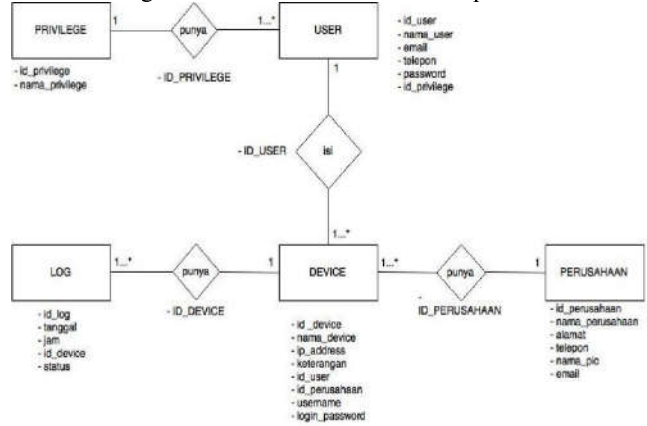 PRIVILEGE
1
punya
1...*
USER
- id_privilege
- nama_privilege
- ID_PRIVILEGE
- id_user
- nama_user
- email
- telepon
- password
- id_privilege
1
- ID_USER
isi
1...*
LOG
1...*
punya
1
DEVICE
1...*
punya
1
PERUSAHAAN
- ID_DEVICE
-
ID_PERUSAHAAN
- id_log
- tanggal
- jam
- id_device
- status
- id_device
- nama_device
- ip_address
- keterangan
- id_user
- id_perusahaan
- username
- login_password
- id_perusahaan
- nama_perusahaan
- alamat
- telepon
- nama_pic
- email